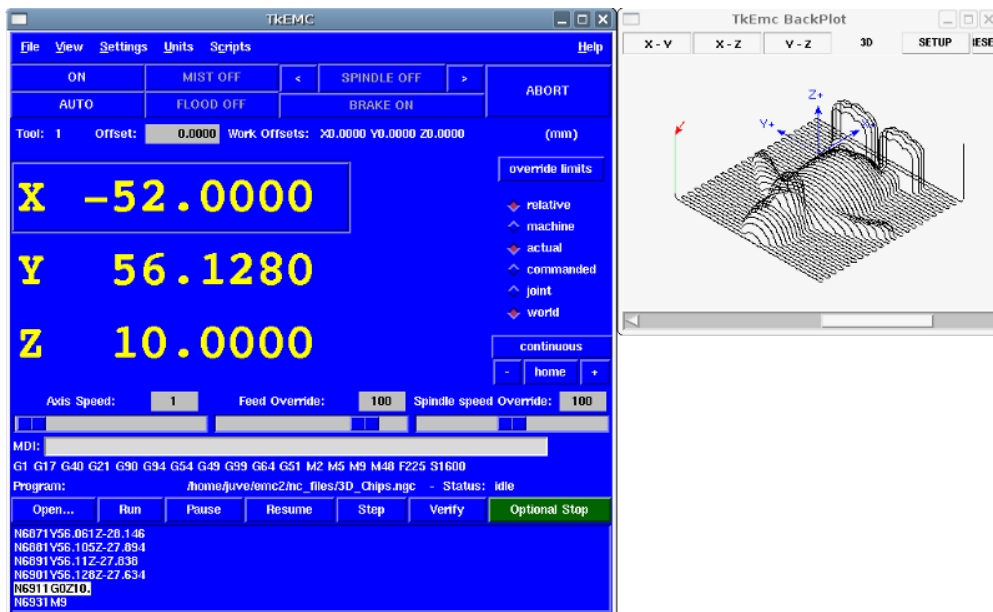 TkEMC
File View Settings Units Scripts Help
ON MIST OFF < SPINDLE OFF > ABORT
AUTO FLOOD OFF BRAKE ON
Tool: 1 Offset: 0.0000 Work Offsets: X0.0000 Y0.0000 Z0.0000 (mm)
override limits
X -52.0000
relative
machine
Y 56.1280
actual
commanded
joint
world
Z 10.0000
continuous
- home +
Axis Speed: 1 Feed Override: 100 Spindle speed Override: 100
MDI:
G1 G17 G40 G21 G90 G94 G54 G49 G99 G64 G51 M2 M5 M9 M48 F225 S1600
Program: /home/juve/emc2/nc_files/3D_Chips.ngc - Status: idle
Open... Run Pause Resume Step Verify Optional Stop
N6871Y56.061Z-28.146
N6881Y56.105Z-27.894
N6891Y56.11Z-27.838
N6901Y56.128Z-27.634
N6911G0Z10.
N6931M9
TkEmc BackPlot
X - Y X - Z Y - Z 3D SETUP
Z+
Y+